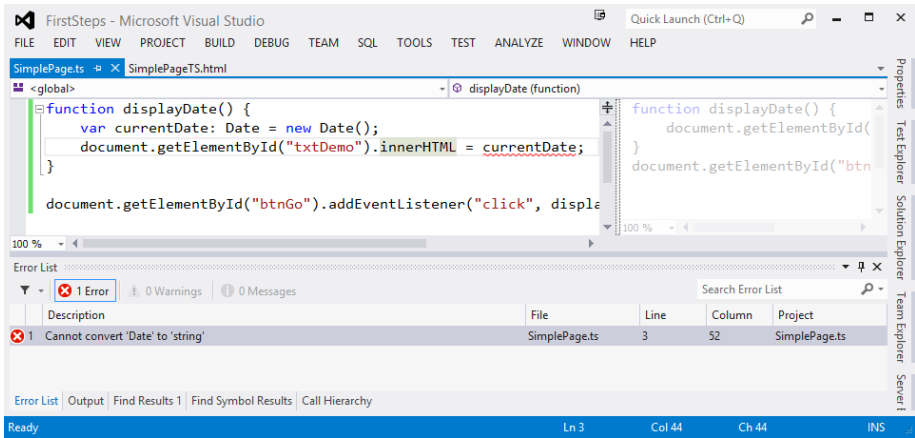 FirstSteps - Microsoft Visual Studio
Quick Launch (Ctrl+Q)
FILE EDIT VIEW PROJECT BUILD DEBUG TEAM SQL TOOLS TEST ANALYZE WINDOW HELP
SimplePage.ts SimplePageTS.html
<global> displayDate (function)
function displayDate() {
var currentDate: Date = new Date();
document.getElementById("txtDemo").innerHTML = currentDate;
}
document.getElementById("btnGo").addEventListener("click", displa
100 %
function displayDate() {
document.getElementById(
}
document.getElementById("btn
100 %
Error List
1 Error 0 Warnings 0 Messages
Search Error List
Description File Line Column Project
1 Cannot convert 'Date' to 'string' SimplePage.ts 3 52 SimplePage.ts
Error List Output Find Results 1 Find Symbol Results Call Hierarchy
Ready Ln 3 Col 44 Ch 44 INS
Properties
Test Explorer
Solution Explorer
Team Explorer
Server E